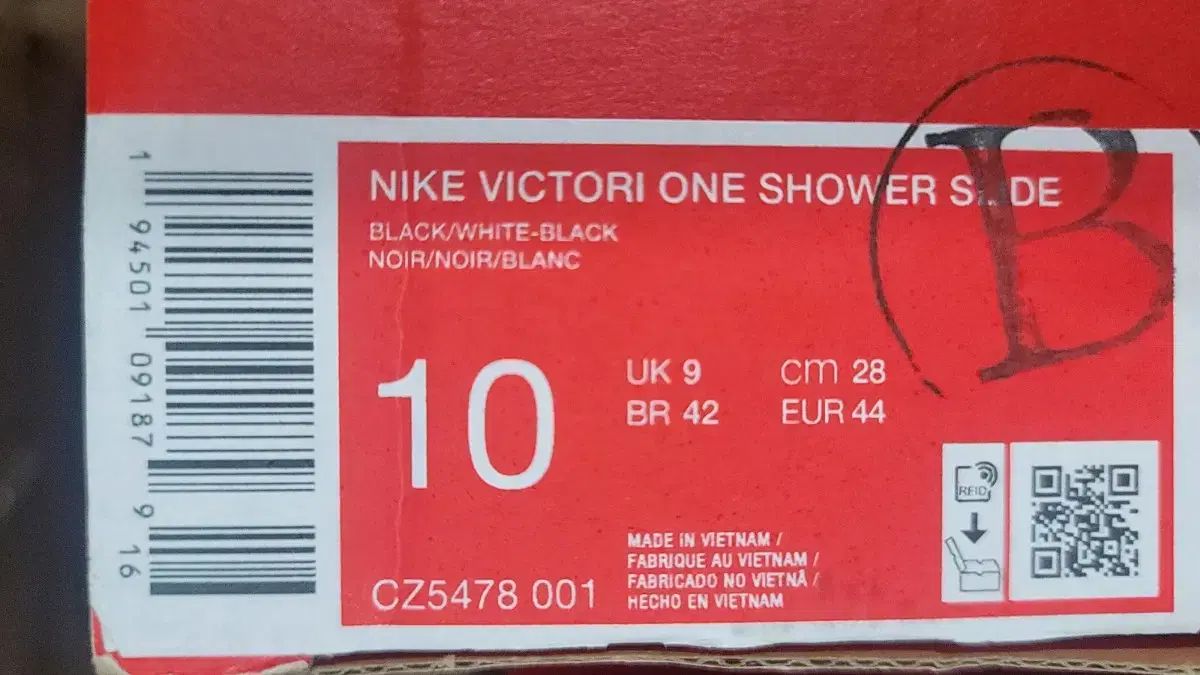 1 94501 09187 9 16
NIKE VICTORI ONE SHOWER
BLACK/WHITE-BLACK
NOIR/NOIR/BLANC
10
UK 9
cm 28
BR 42
EUR 44
B
RFID
MADE IN VIETNAM /
FABRIQUE AU VIETNAM /
FABRICADO NO VIETNÃ /
HECHO EN VIETNAM
CZ5478 001